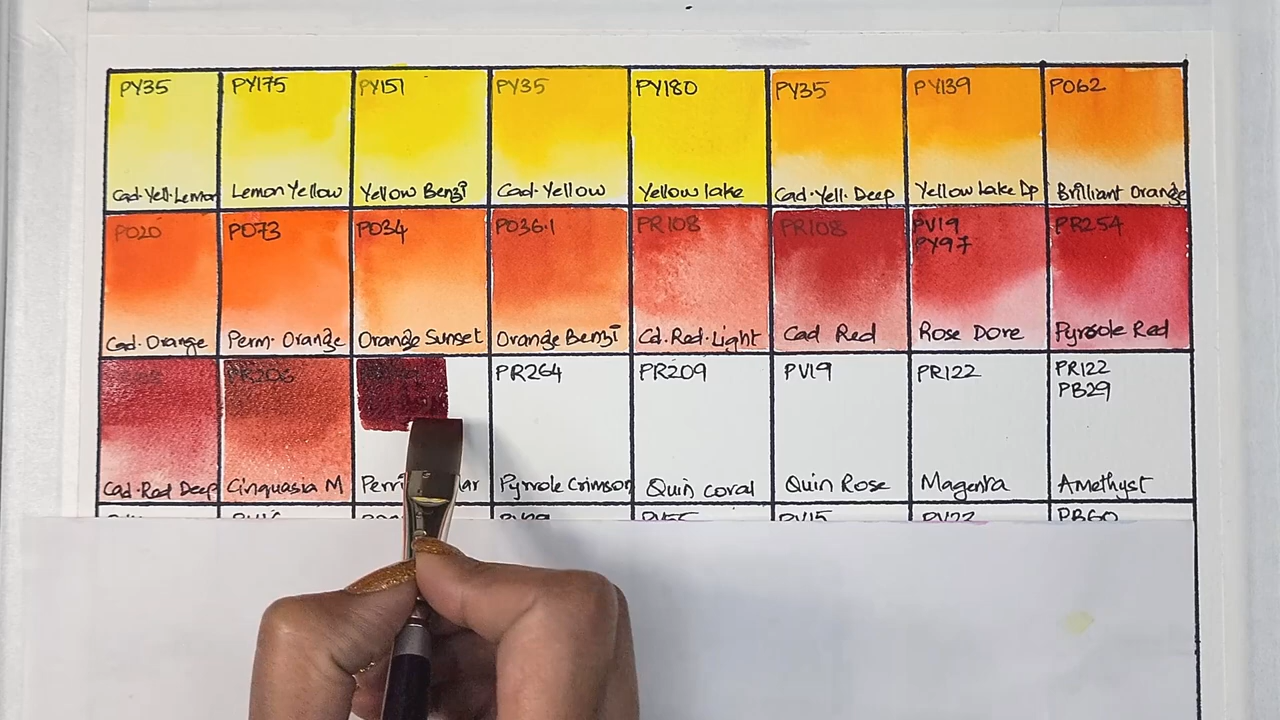 PY35 PY175 PY151 PY35 PY180 PY35 PY139 PO62
Cad.Yell.Lemon Lemon Yellow Yellow Benzi Cad.Yellow Yellow lake Cad.Yell.Deep Yellow Lake Dp Brilliant Orange
PO20 PO73 PO34 PO36.1 PR108 PR108 PV19 PR254
PY97
Cad.Orange Perm.Orange Orange Sunset Orange Benzi Cd.Red.Light Cad Red Rose Dore Pyrrole Red
PR206 PR264 PR209 PV19 PR122 PR122
PB29
Cad.Red Deep Cinquasia M Pyrrole Crimson Quin coral Quin Rose Magenta Amethyst
PV55 PV15 PB60